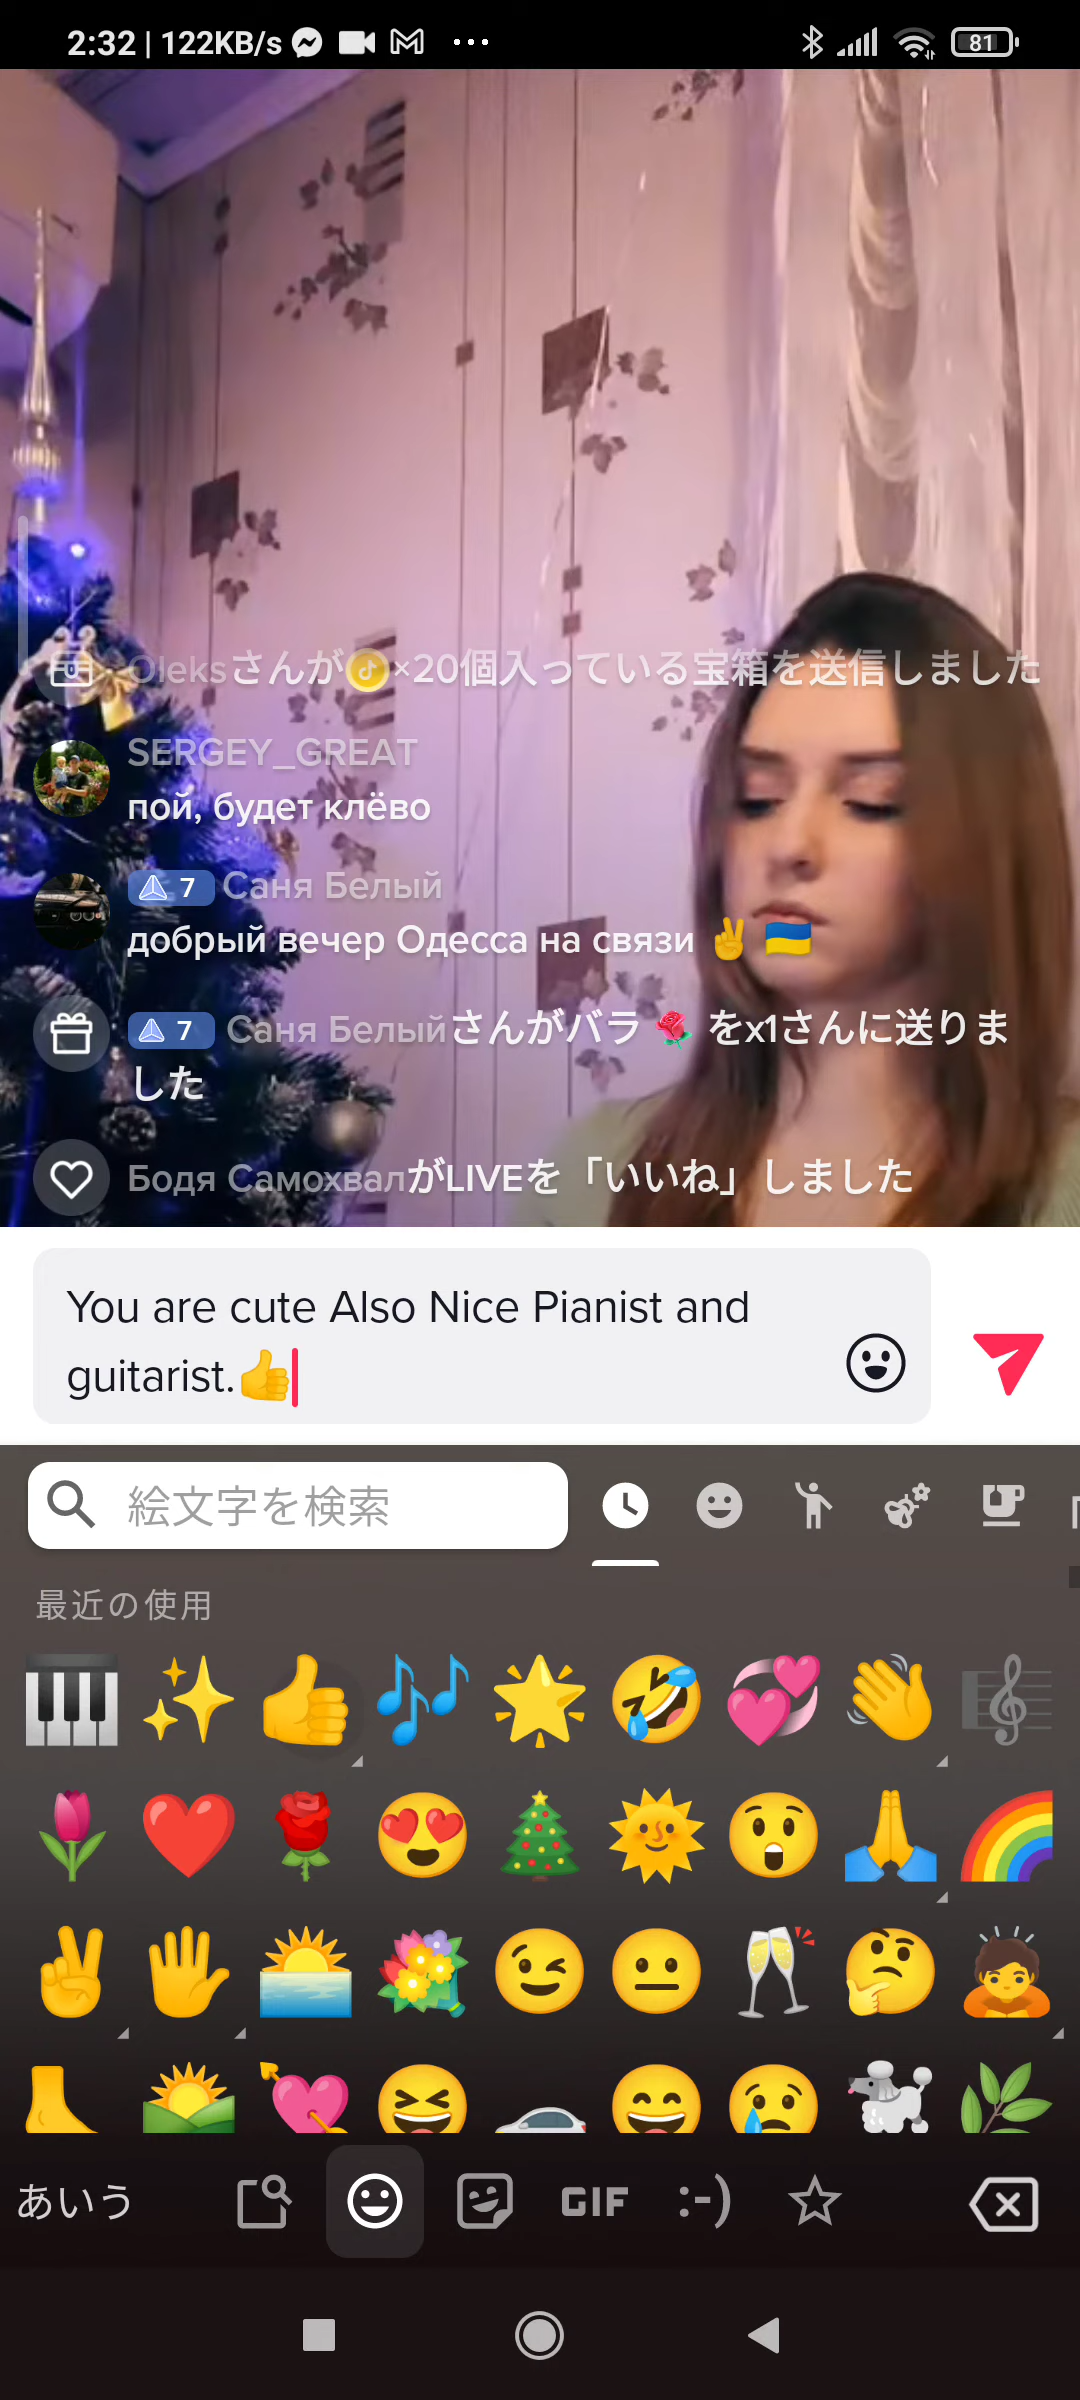 2:32 | 122KB/s
81
Oleksさんが×20個入っている宝箱を送信しました
SERGEY_GREAT
пой, будет клёво
7 Саня Белый
добрый вечер Одесса на связи ✌️ 🇺🇦
7 Саня Белыйさんがバラ 🌹 をx1さんに送りま
した
Бодя СамохвалがLIVEを「いいね」しました
You are cute Also Nice Pianist and
guitarist.👍
絵文字を検索
最近の使用
あいう
GIF
:-)